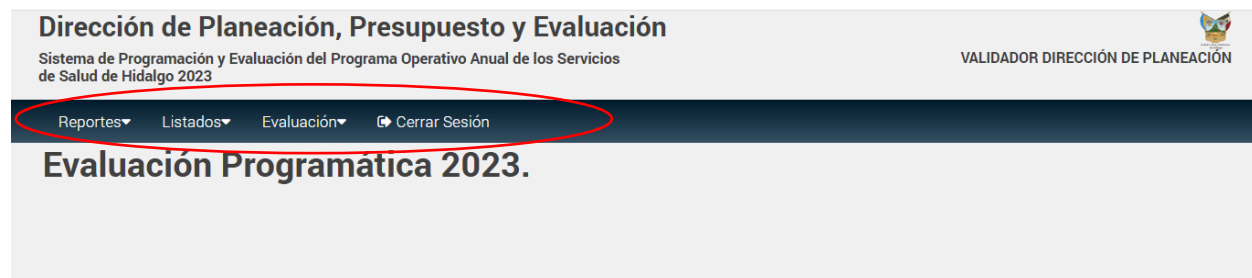 Dirección de Planeación, Presupuesto y Evaluación
Sistema de Programación y Evaluación del Programa Operativo Anual de los Servicios
de Salud de Hidalgo 2023
VALIDADOR DIRECCIÓN DE PLANEACIÓN
Reportes Listados Evaluación Cerrar Sesión
Evaluación Programática 2023.